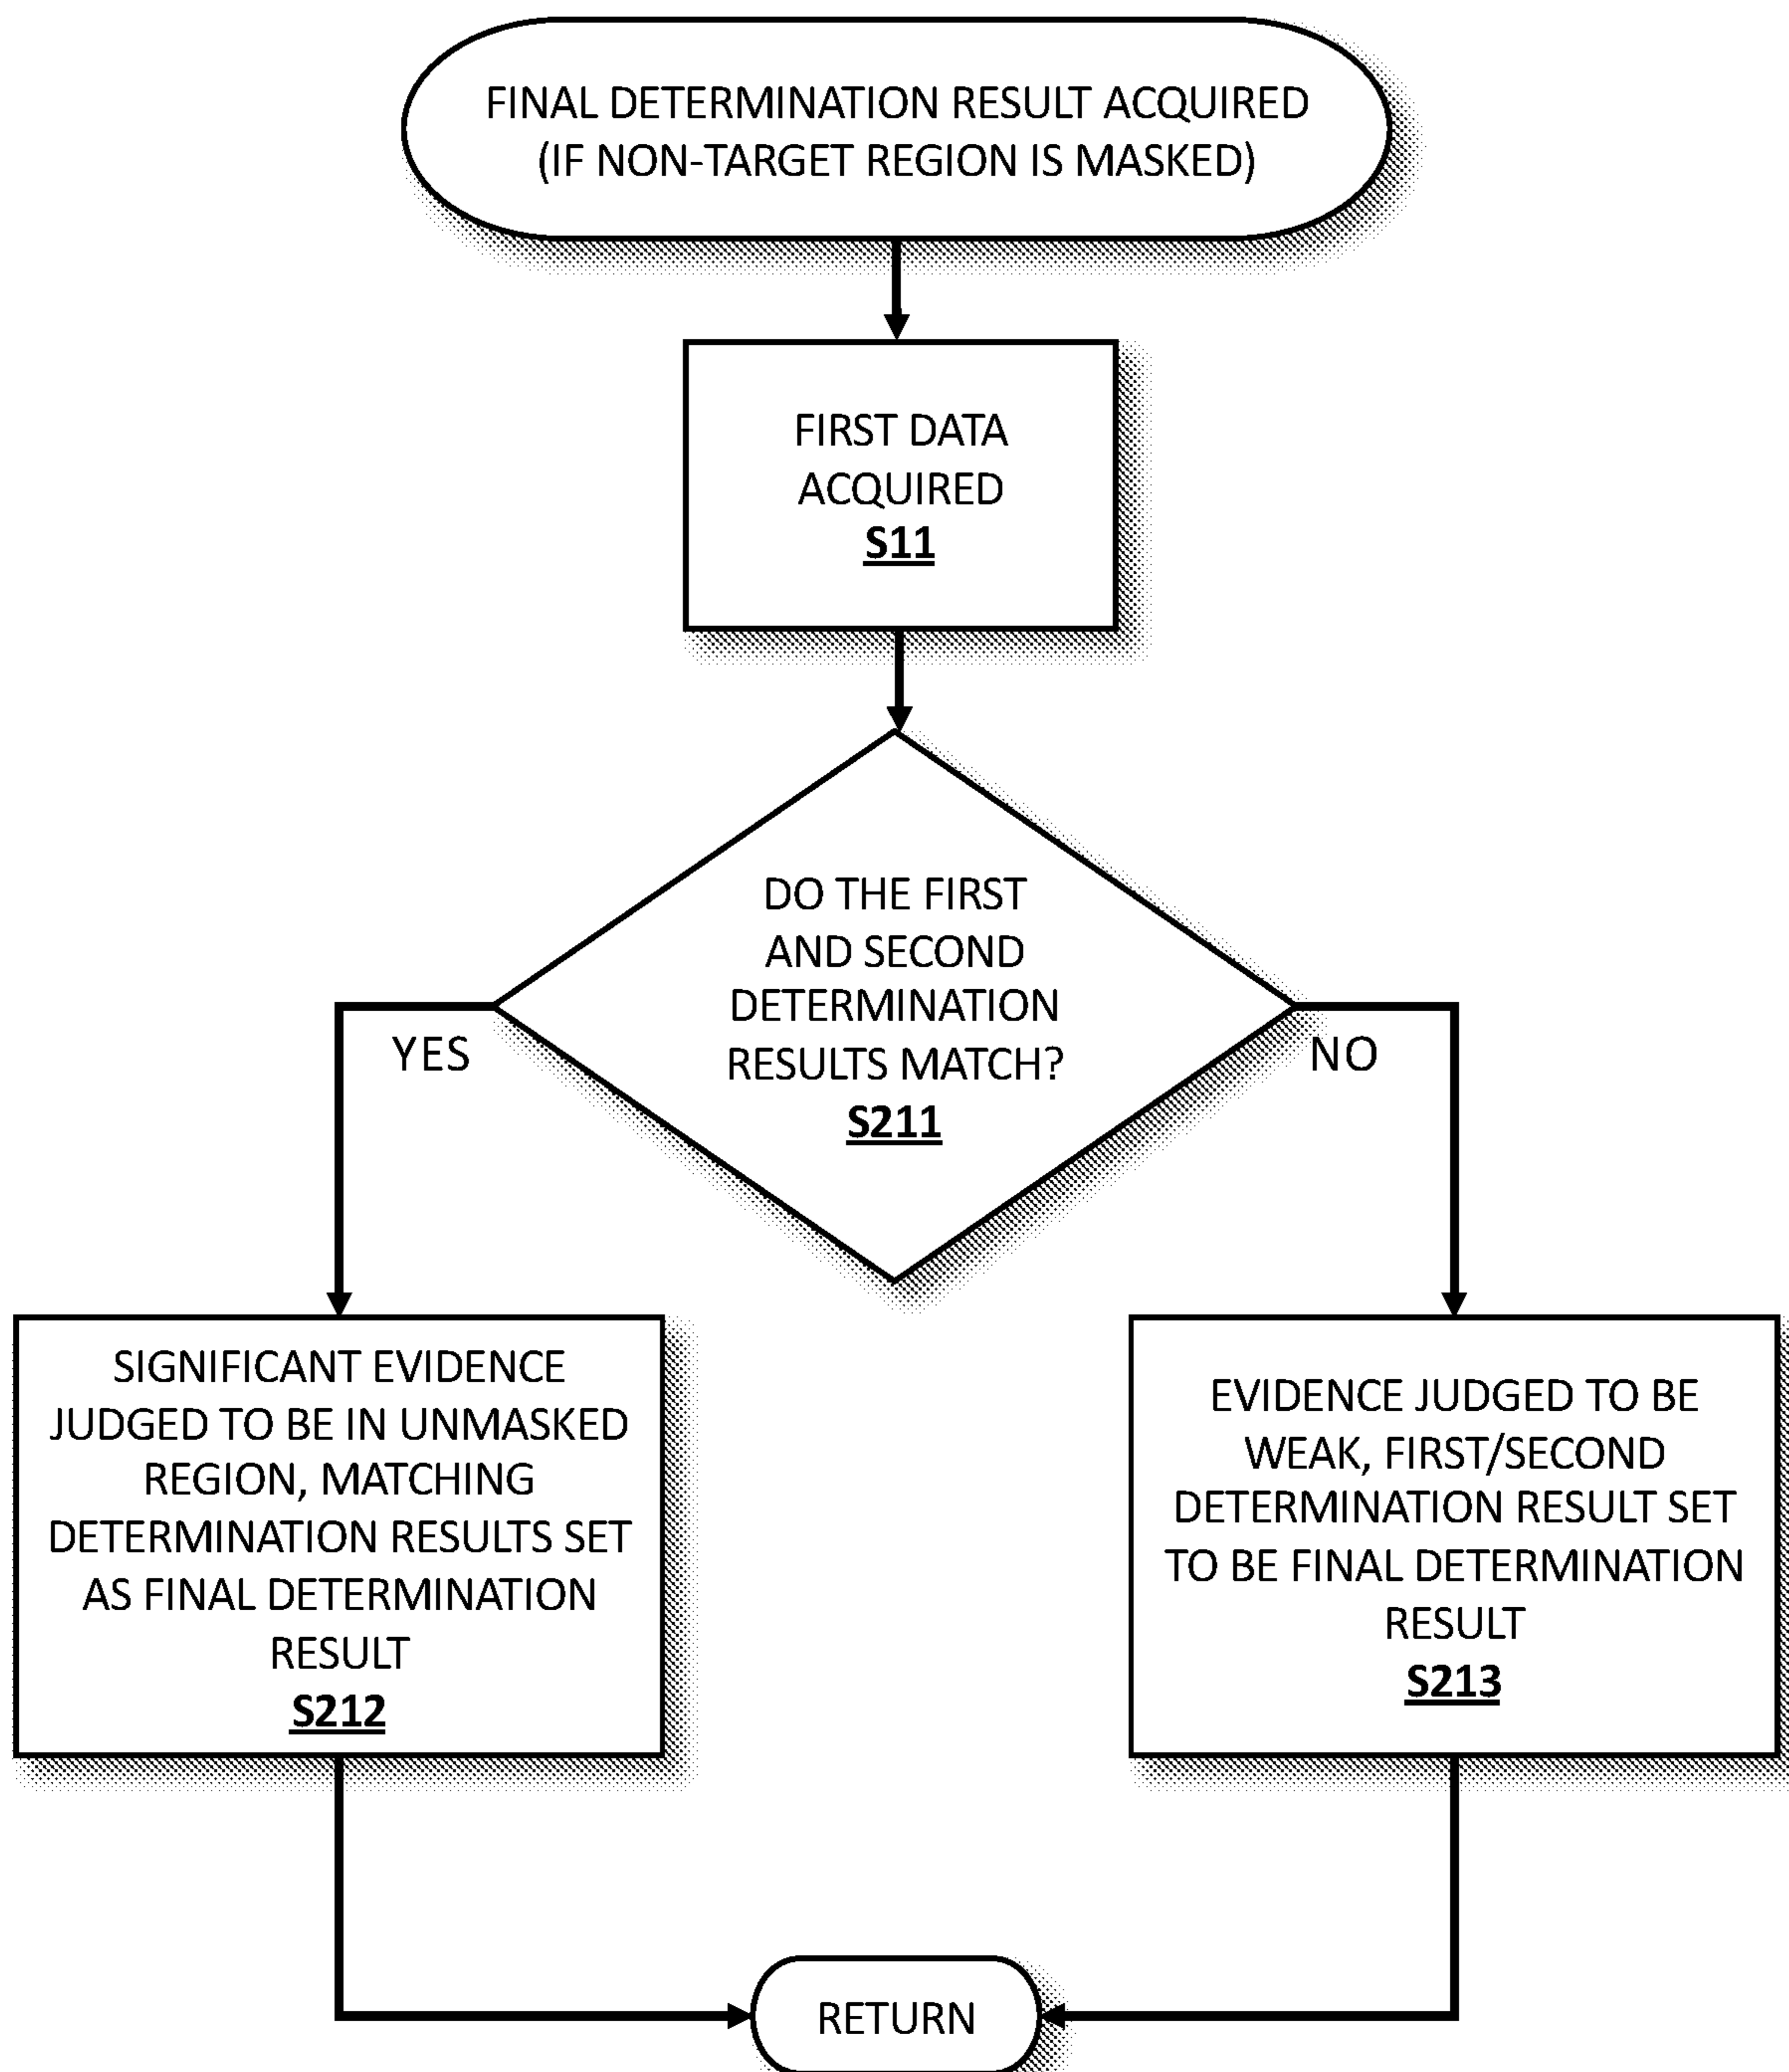 FINAL DETERMINATION RESULT ACQUIRED
(IF NON-TARGET REGION IS MASKED)
FIRST DATA
ACQUIRED
S11
DO THE FIRST
AND SECOND
DETERMINATION
RESULTS MATCH?
S211
YES
NO
SIGNIFICANT EVIDENCE
JUDGED TO BE IN UNMASKED
REGION, MATCHING
DETERMINATION RESULTS SET
AS FINAL DETERMINATION
RESULT
S212
EVIDENCE JUDGED TO BE
WEAK, FIRST/SECOND
DETERMINATION RESULT SET
TO BE FINAL DETERMINATION
RESULT
S213
RETURN